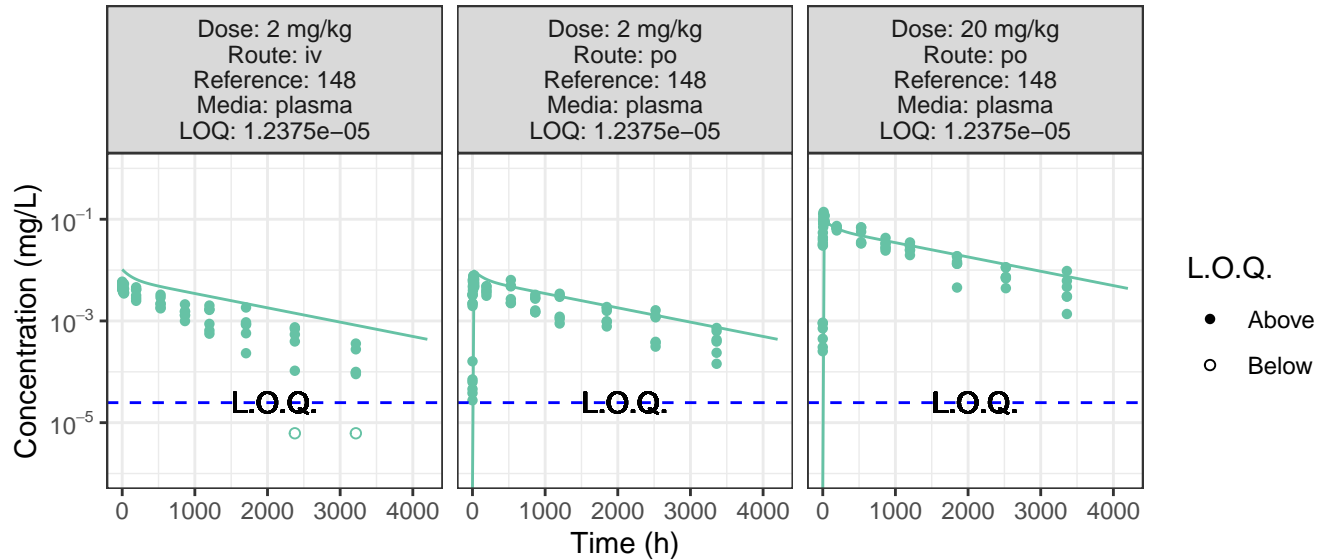 Dose: 2 mg/kg
Route: iv
Reference: 148
Media: plasma
LOQ: 1.2375e−05
Dose: 2 mg/kg
Route: po
Reference: 148
Media: plasma
LOQ: 1.2375e−05
Dose: 20 mg/kg
Route: po
Reference: 148
Media: plasma
LOQ: 1.2375e−05
Concentration (mg/L)
10⁻¹
10⁻³
10⁻⁵
L.O.Q.
L.O.Q.
L.O.Q.
0 1000 2000 3000 4000
0 1000 2000 3000 4000
0 1000 2000 3000 4000
Time (h)
L.O.Q.
Above
Below